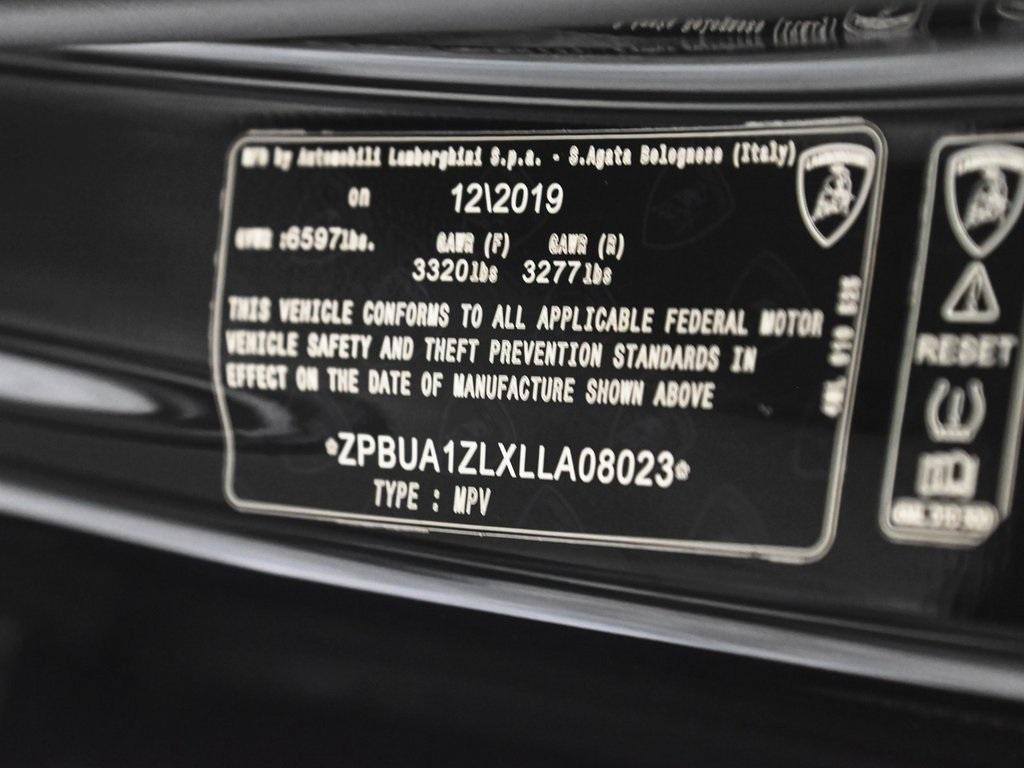 MFD by Automobili Lamborghini S.p.a. - S.Agata Bolognese (Italy)
LAMBORGHINI
on 12\2019
GVWR :6597lbs. GAWR (F) GAWR (R)
3320lbs 3277lbs
THIS VEHICLE CONFORMS TO ALL APPLICABLE FEDERAL MOTOR
VEHICLE SAFETY AND THEFT PREVENTION STANDARDS IN
EFFECT ON THE DATE OF MANUFACTURE SHOWN ABOVE
*ZPBUA1ZLXLLA08023*
TYPE : MPV
RESET